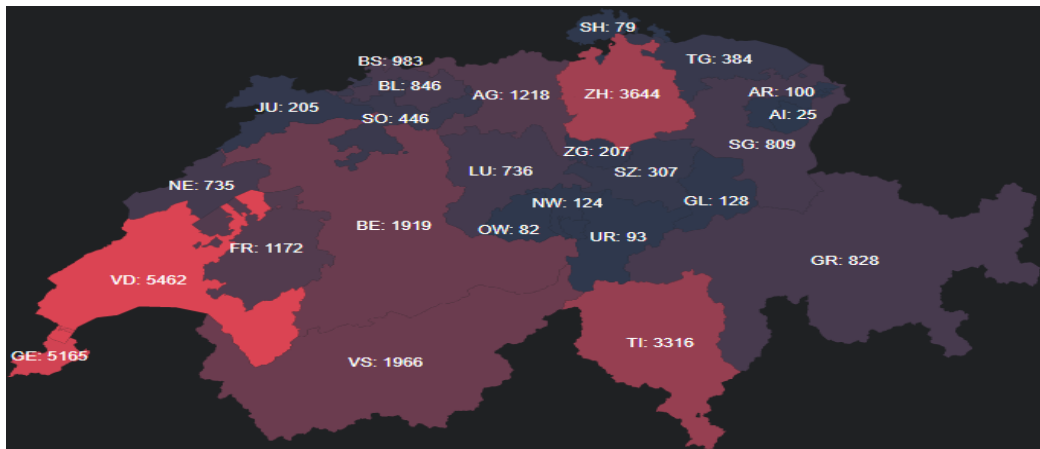 SH: 79
BS: 983
TG: 384
BL: 846
AG: 1218
ZH: 3644
AR: 100
JU: 205
SO: 446
AI: 25
ZG: 207
SG: 809
LU: 736
SZ: 307
NE: 735
NW: 124
GL: 128
BE: 1919
OW: 82
UR: 93
FR: 1172
GR: 828
VD: 5462
TI: 3316
GE: 5165
VS: 1966